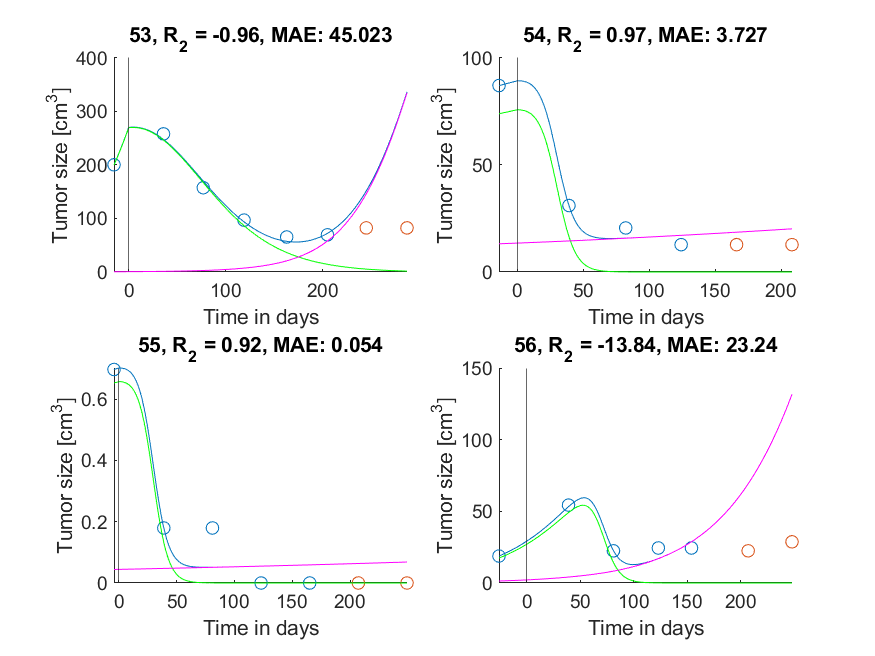 53, R2 = -0.96, MAE: 45.023
400
300
200
100
0
Tumor size [cm3]
0
200
Time in days
54, R2 = 0.97, MAE: 3.727
100
50
0
Tumor size [cm3]
0
50
100
150
200
Time in days
55, R2 = 0.92, MAE: 0.054
0.6
0.4
0.2
0
Tumor size [cm3]
0
50
100
150
200
Time in days
56, R2 = -13.84, MAE: 23.24
150
100
50
0
Tumor size [cm3]
0
50
100
150
200
Time in days